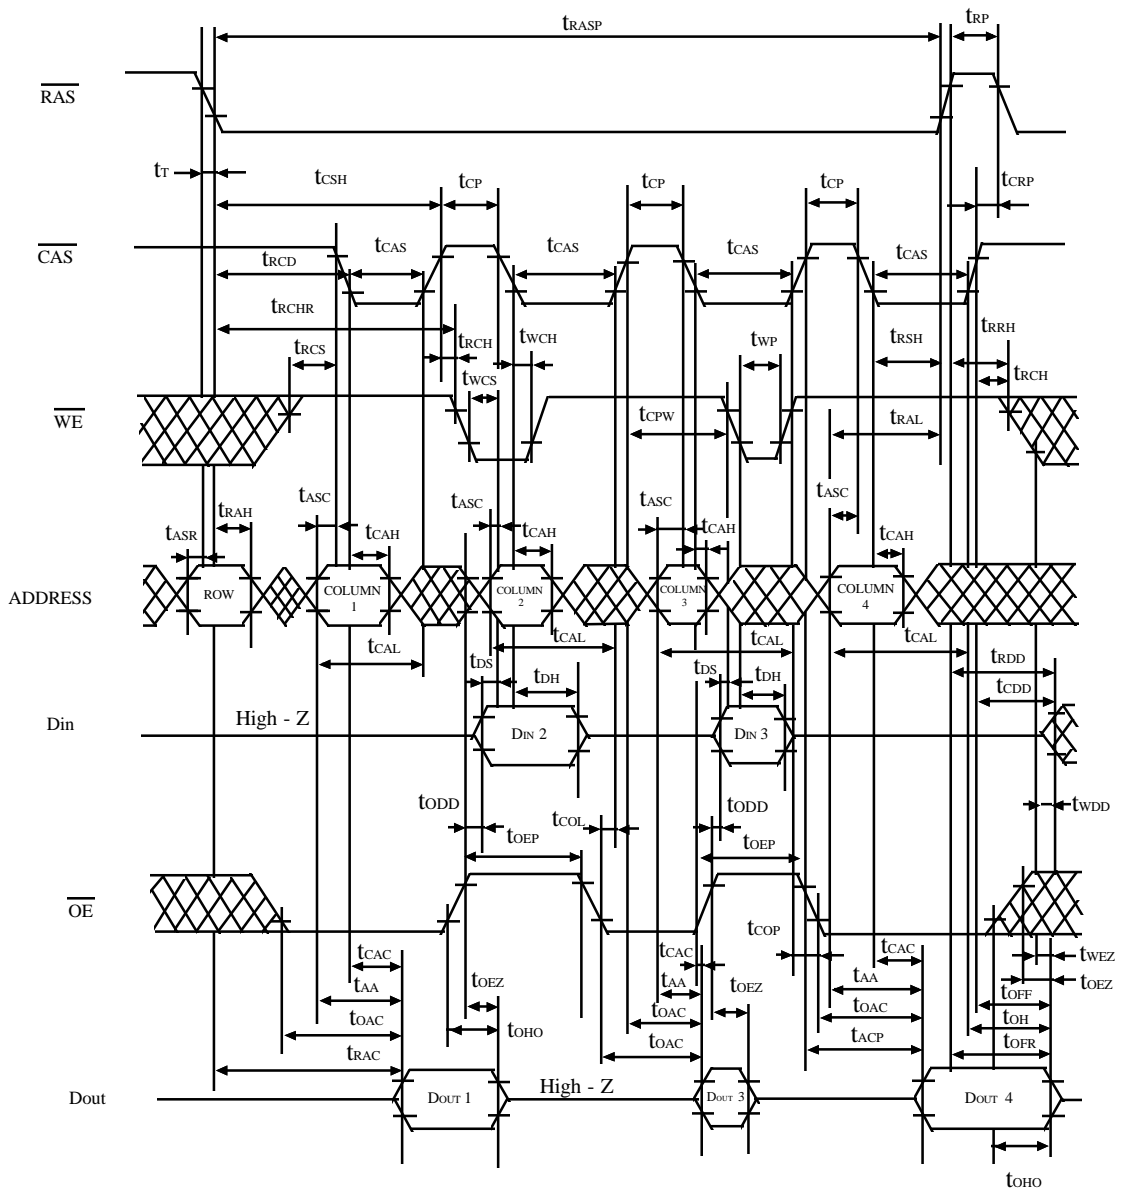 tRASP
tRP
RAS
tT
tCSH
tCP
tCP
tCP
tCRP
CAS
tRCD
tCAS
tCAS
tCAS
tCAS
tRCHR
tRCS
tRCH
tWCH
tWP
tRSH
tRRH
tWCS
tRCH
WE
tCPW
tRAL
tASC
tASC
tASC
tASC
tASR
tRAH
tCAH
tCAH
tCAH
tCAH
ADDRESS
ROW
COLUMN 1
COLUMN 2
COLUMN 3
COLUMN 4
tCAL
tCAL
tCAL
tCAL
tDS
tDH
tDS
tDH
tRDD
tCDD
Din
High - Z
DIN 2
DIN 3
tODD
tCOL
tODD
tWDD
tOEP
tOEP
OE
tCOP
tCAC
tCAC
tCAC
tWEZ
tAA
tOEZ
tAA
tOEZ
tAA
tOEZ
tOAC
tOHO
tOAC
tOAC
tOFF
tOH
tRAC
tOAC
tACP
tOFR
Dout
DOUT 1
High - Z
DOUT 3
DOUT 4
tOHO